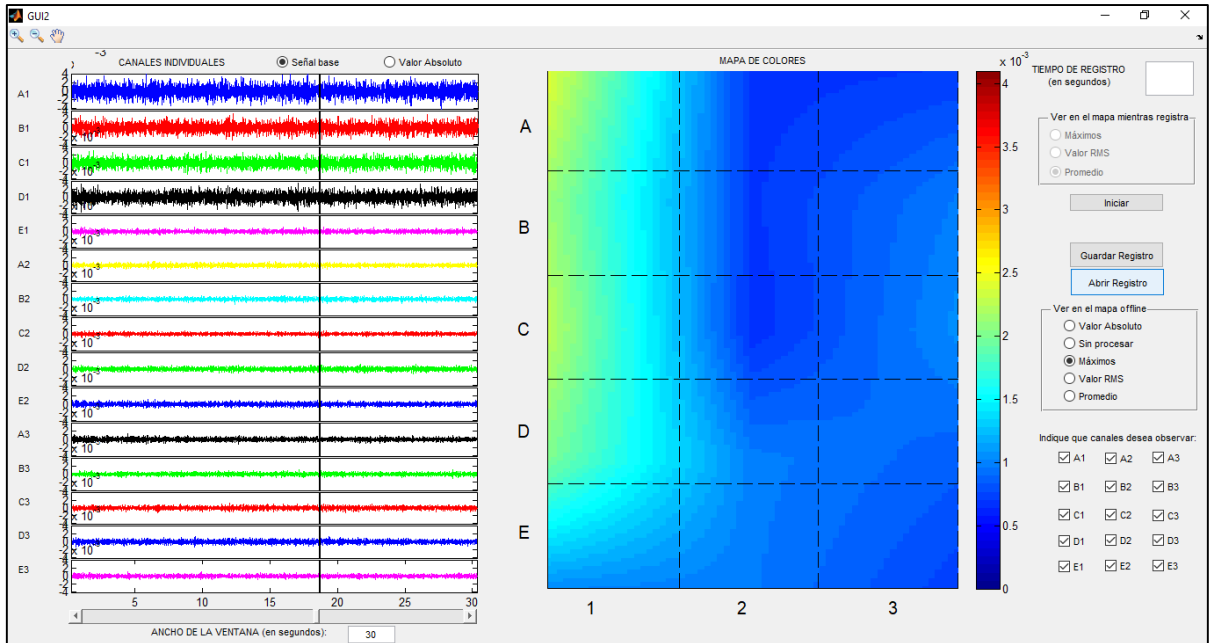 GUI2
CANALES INDIVIDUALES
Señal base
Valor Absoluto
A1
B1
C1
D1
E1
A2
B2
C2
D2
E2
A3
B3
C3
D3
E3
5 10 15 20 25 30
ANCHO DE LA VENTANA (en segundos): 30
MAPA DE COLORES
A
B
C
D
E
1 2 3
x 10⁻³
4
3.5
3
2.5
2
1.5
1
0.5
0
TIEMPO DE REGISTRO
(en segundos)
Ver en el mapa mientras registra
Máximos
Valor RMS
Promedio
Iniciar
Guardar Registro
Abrir Registro
Ver en el mapa offline
Valor Absoluto
Sin procesar
Máximos
Valor RMS
Promedio
Indique que canales desea observar:
A1 A2 A3
B1 B2 B3
C1 C2 C3
D1 D2 D3
E1 E2 E3